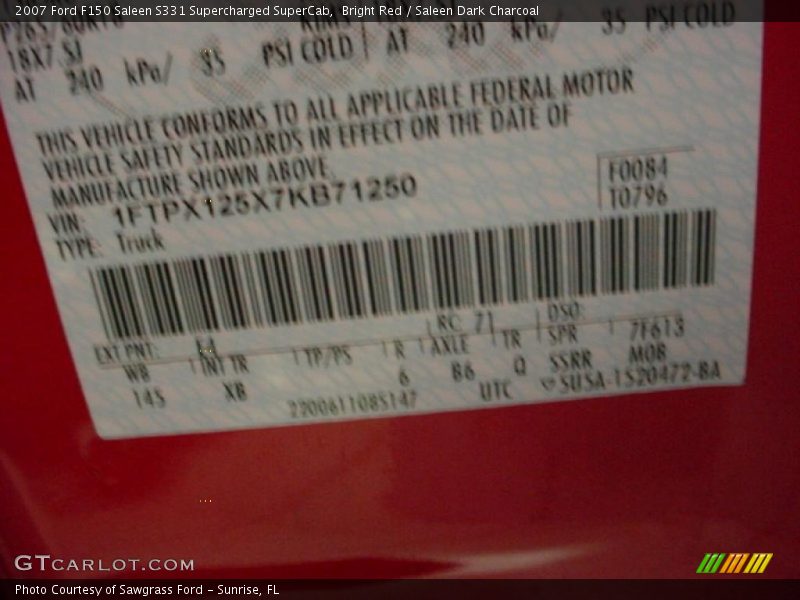 2007 Ford F150 Saleen S331 Supercharged SuperCab, Bright Red / Saleen Dark Charcoal
18X7 SJ
AT 240 kPa/ 35 PSI COLD AT 240 kPa/ 35 PSI COLD
THIS VEHICLE CONFORMS TO ALL APPLICABLE FEDERAL MOTOR
VEHICLE SAFETY STANDARDS IN EFFECT ON THE DATE OF
MANUFACTURE SHOWN ABOVE.
VIN: 1FTPX125X7KB71250
TYPE: Truck
F0084
T0796
EXT PNT: E4 RC: 71 DSO:
WB INT TR TP/PS R AXLE TR SPR 7F613
145 XB 6 B6 Q SSRR MOB
2200611085147 UTC SUSA-1520472-BA
GTCARLOT.COM
Photo Courtesy of Sawgrass Ford - Sunrise, FL